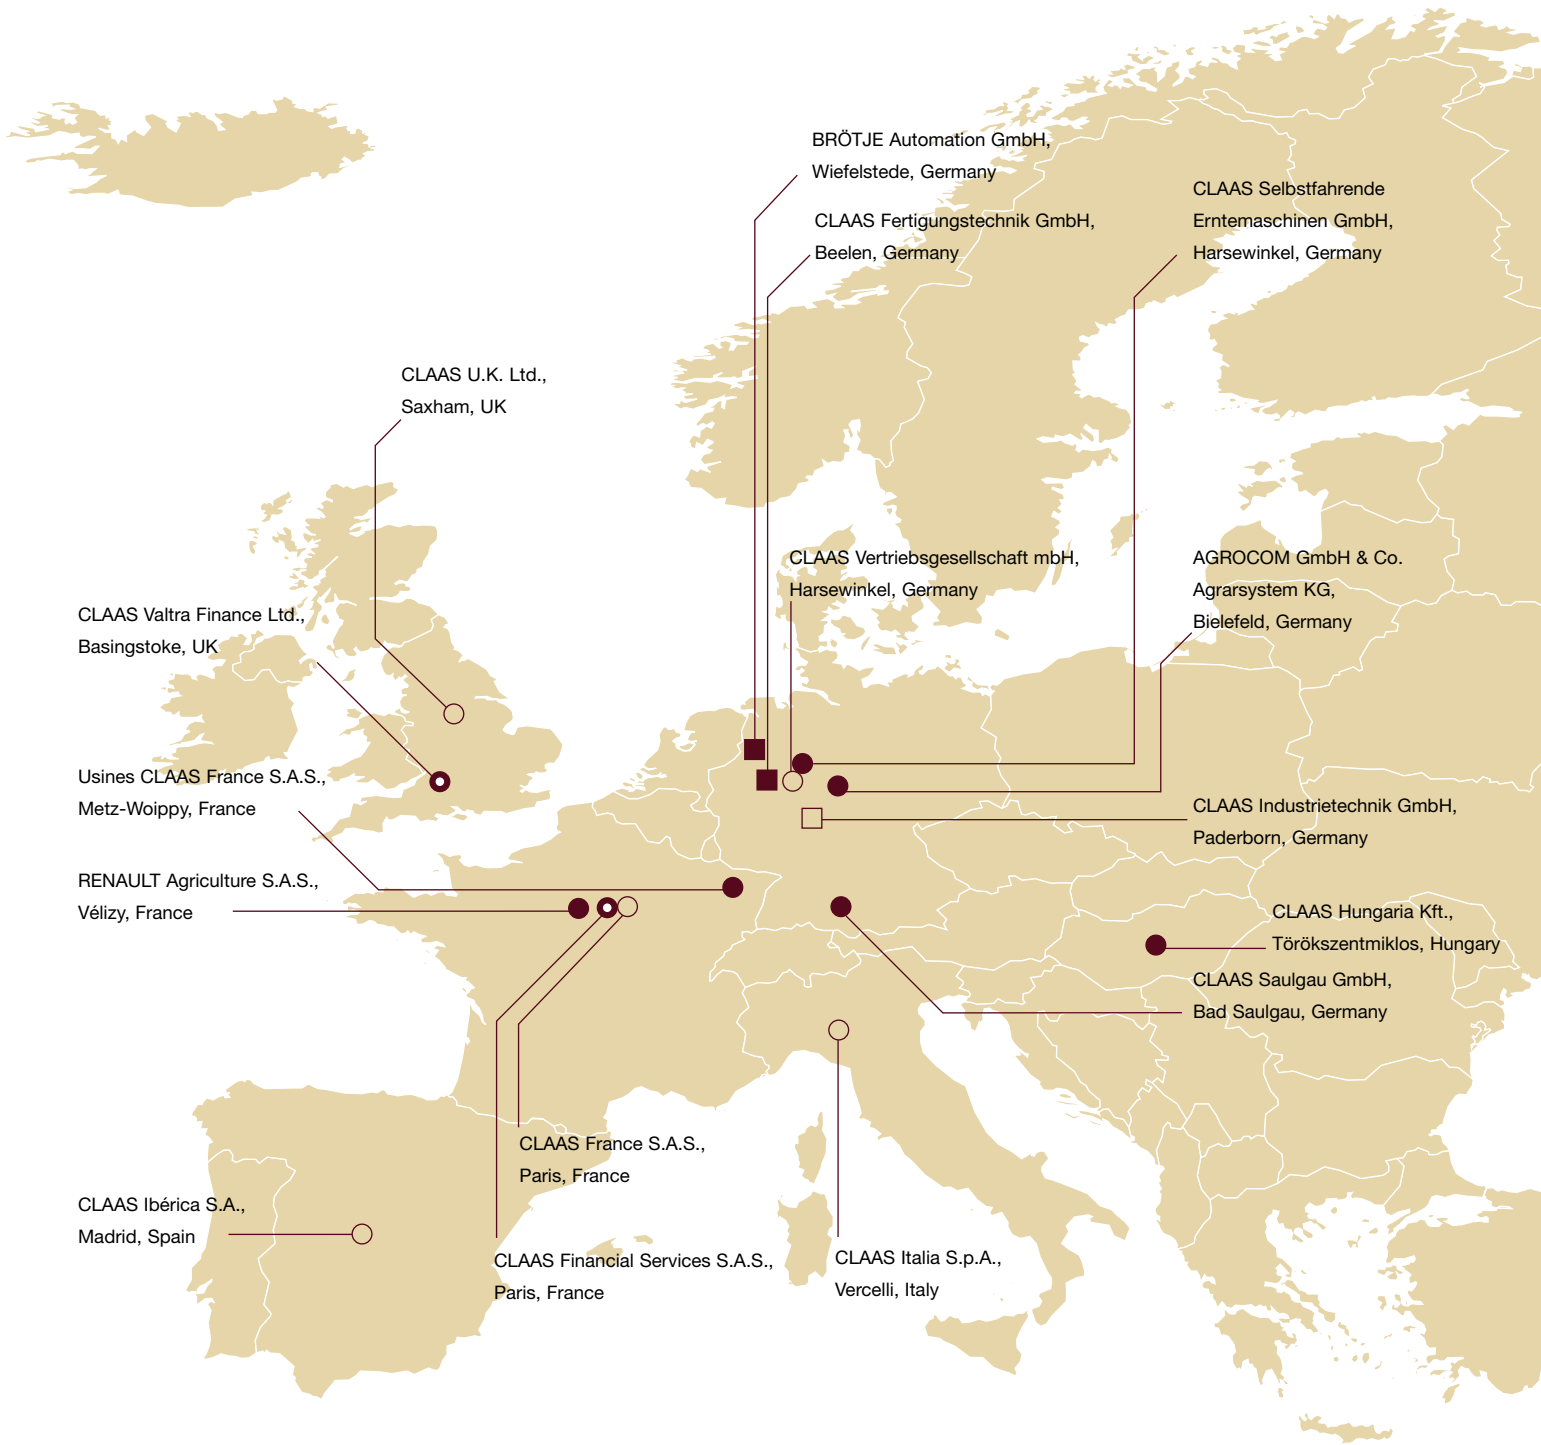 BRÖTJE Automation GmbH,
Wiefelstede, Germany
CLAAS Selbstfahrende
Erntemaschinen GmbH,
Harsewinkel, Germany
CLAAS Fertigungstechnik GmbH,
Beelen, Germany
CLAAS U.K. Ltd.,
Saxham, UK
CLAAS Vertriebsgesellschaft mbH,
Harsewinkel, Germany
AGROCOM GmbH & Co.
Agrarsystem KG,
Bielefeld, Germany
CLAAS Valtra Finance Ltd.,
Basingstoke, UK
Usines CLAAS France S.A.S.,
Metz-Woippy, France
CLAAS Industrietechnik GmbH,
Paderborn, Germany
RENAULT Agriculture S.A.S.,
Vélizy, France
CLAAS Hungaria Kft.,
Törökszentmiklos, Hungary
CLAAS Saulgau GmbH,
Bad Saulgau, Germany
CLAAS France S.A.S.,
Paris, France
CLAAS Ibérica S.A.,
Madrid, Spain
CLAAS Financial Services S.A.S.,
Paris, France
CLAAS Italia S.p.A.,
Vercelli, Italy